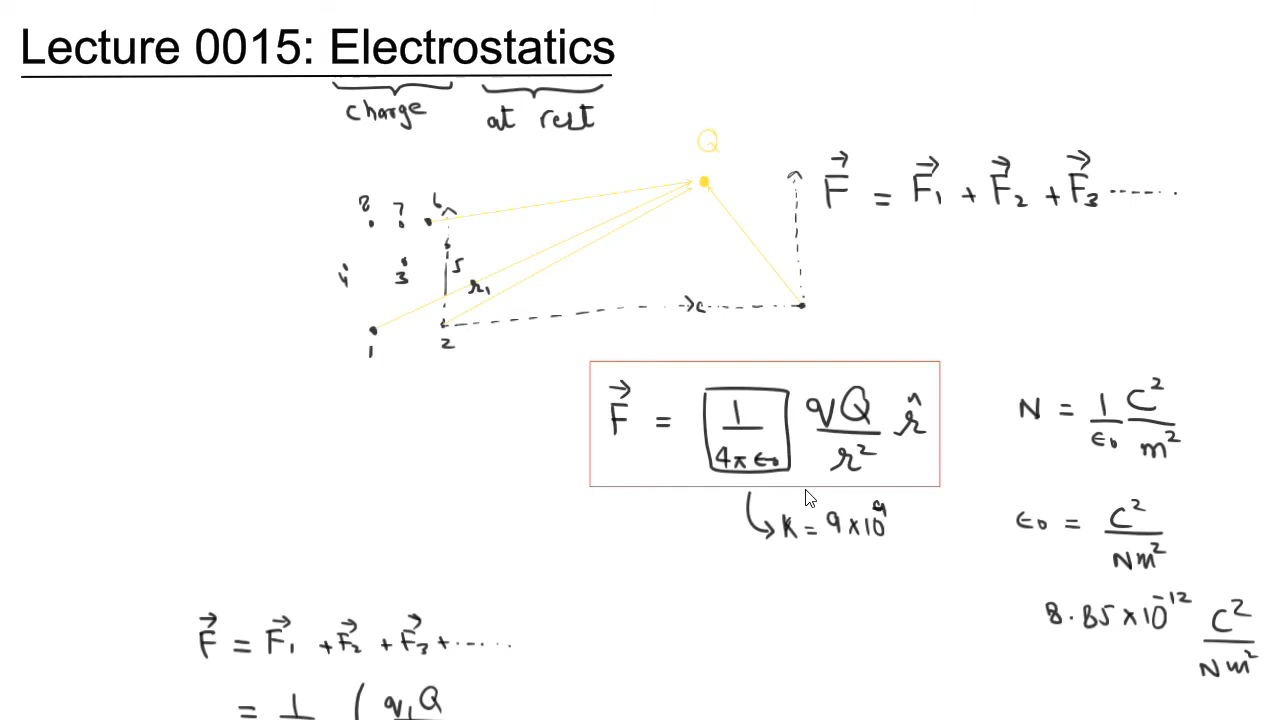 Lecture 0015: Electrostatics
charge at rest
Q
F⃗ = F⃗₁ + F⃗₂ + F⃗₃ ......
8 7 6
4 3 5
r₁
1 2
F⃗ = 1/4πϵ₀ qQ/r² r̂
N = 1/ϵ₀ C²/m²
↳ K = 9×10⁹
ϵ₀ = C²/Nm²
8.85×10⁻¹² C²/Nm²
F⃗ = F⃗₁ + F⃗₂ + F⃗₃ + ......
= 1 ( q₁Q